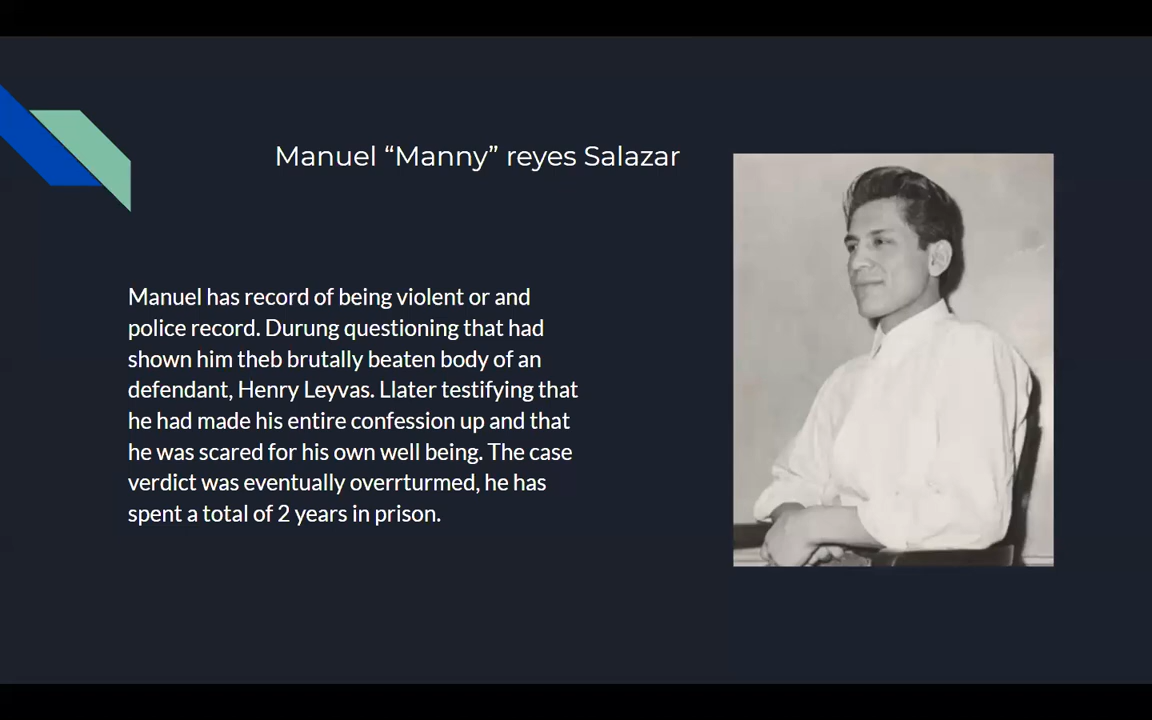 Manuel “Manny” reyes Salazar
Manuel has record of being violent or and
police record. Durung questioning that had
shown him theb brutally beaten body of an
defendant, Henry Leyvas. Llater testifying that
he had made his entire confession up and that
he was scared for his own well being. The case
verdict was eventually overrturmed, he has
spent a total of 2 years in prison.